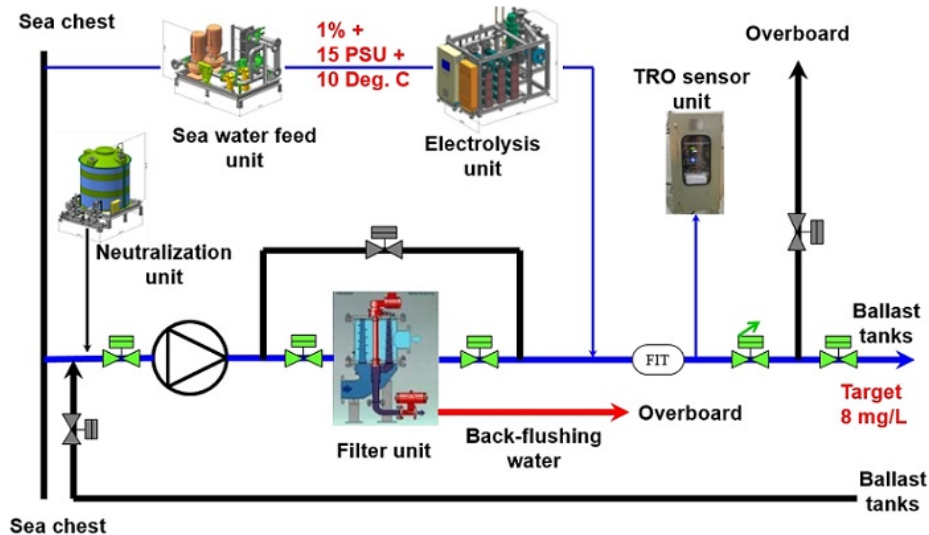 Sea chest
1% +
15 PSU +
10 Deg. C
Overboard
TRO sensor
unit
Sea water feed
unit
Electrolysis
unit
Neutralization
unit
FIT
Ballast
tanks
Target
8 mg/L
Filter unit
Back-flushing
water
Overboard
Ballast
tanks
Sea chest